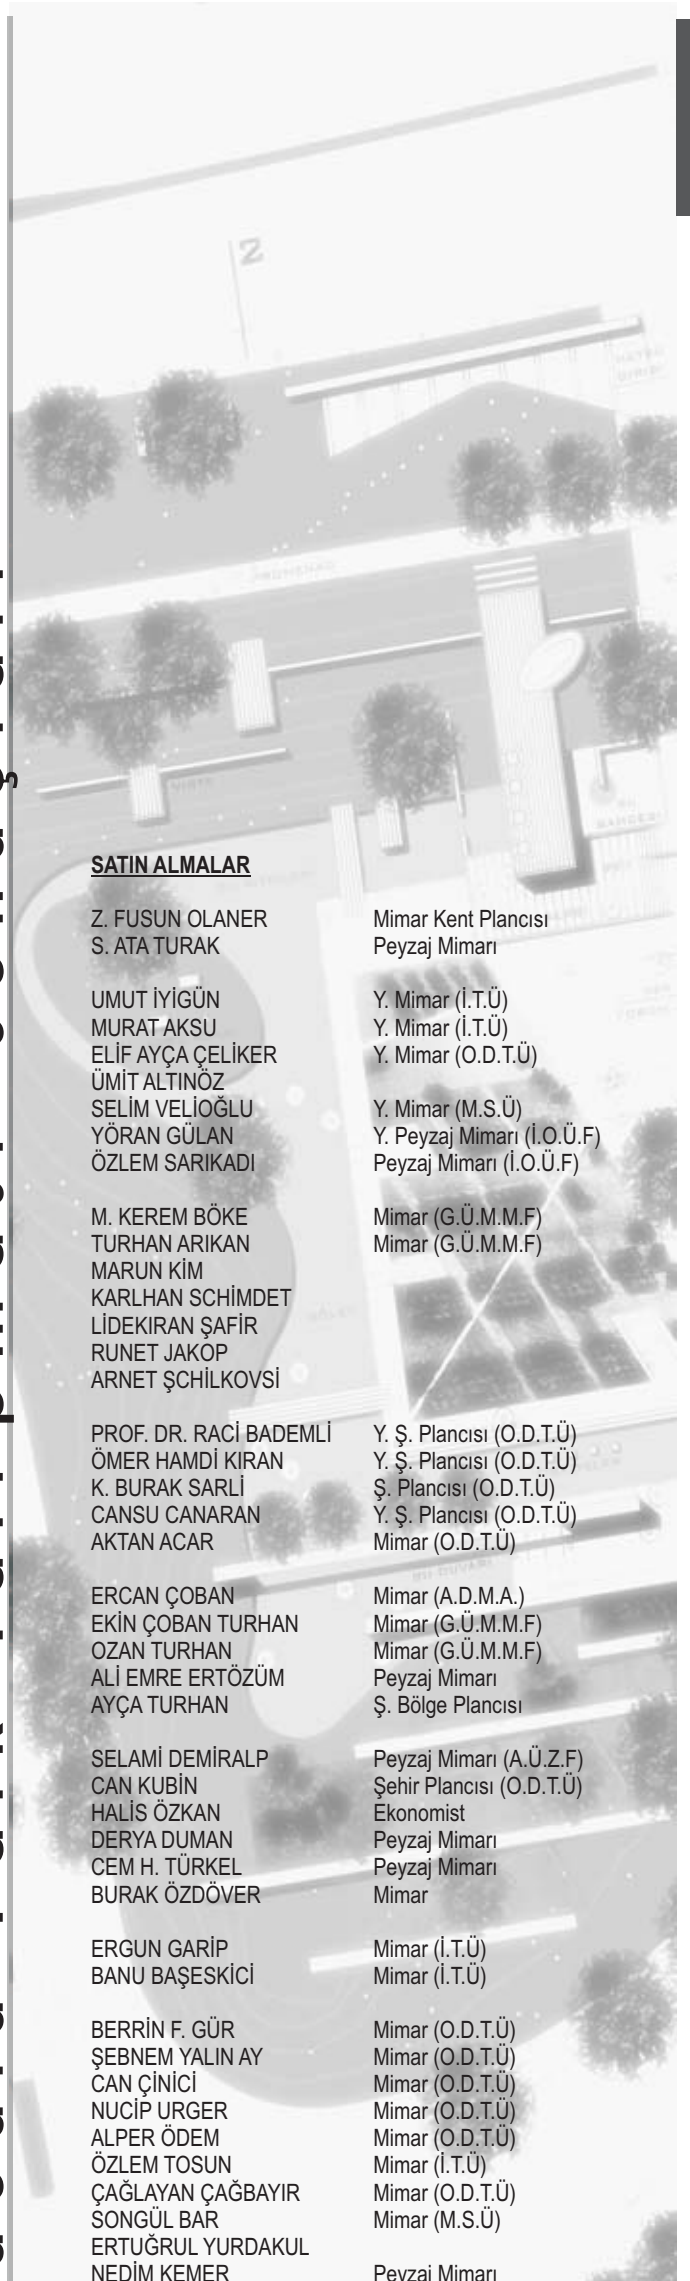 N
PROMENAD
SATIN ALMALAR
Z. FUSUN OLANER Mimar Kent Plancısı
S. ATA TURAK Peyzaj Mimarı
UMUT İYİGÜN Y. Mimar (İ.T.Ü)
MURAT AKSU Y. Mimar (İ.T.Ü)
ELİF AYÇA ÇELİKER Y. Mimar (O.D.T.Ü)
ÜMİT ALTINÖZ
SELİM VELİOĞLU Y. Mimar (M.S.Ü)
YÖRAN GÜLAN Y. Peyzaj Mimarı (İ.O.Ü.F)
ÖZLEM SARIKADI Peyzaj Mimarı (İ.O.Ü.F)
M. KEREM BÖKE Mimar (G.Ü.M.M.F)
TURHAN ARIKAN Mimar (G.Ü.M.M.F)
MARUN KİM
KARLHAN SCHİMDET
LİDEKIRAN ŞAFİR
RUNET JAKOP
ARNET ŞCHİLKOVSİ
PROF. DR. RACİ BADEMLİ Y. Ş. Plancısı (O.D.T.Ü)
ÖMER HAMDİ KIRAN Y. Ş. Plancısı (O.D.T.Ü)
K. BURAK SARLİ Ş. Plancısı (O.D.T.Ü)
CANSU CANARAN Y. Ş. Plancısı (O.D.T.Ü)
AKTAN ACAR Mimar (O.D.T.Ü)
ERCAN ÇOBAN Mimar (A.D.M.A.)
EKİN ÇOBAN TURHAN Mimar (G.Ü.M.M.F)
OZAN TURHAN Mimar (G.Ü.M.M.F)
ALİ EMRE ERTÖZÜM Peyzaj Mimarı
AYÇA TURHAN Ş. Bölge Plancısı
SELAMİ DEMİRALP Peyzaj Mimarı (A.Ü.Z.F)
CAN KUBİN Şehir Plancısı (O.D.T.Ü)
HALİS ÖZKAN Ekonomist
DERYA DUMAN Peyzaj Mimarı
CEM H. TÜRKEL Peyzaj Mimarı
BURAK ÖZDÖVER Mimar
ERGUN GARİP Mimar (İ.T.Ü)
BANU BAŞESKİCİ Mimar (İ.T.Ü)
BERRİN F. GÜR Mimar (O.D.T.Ü)
ŞEBNEM YALIN AY Mimar (O.D.T.Ü)
CAN ÇİNİCİ Mimar (O.D.T.Ü)
NUCİP URGER Mimar (O.D.T.Ü)
ALPER ÖDEM Mimar (O.D.T.Ü)
ÖZLEM TOSUN Mimar (İ.T.Ü)
ÇAĞLAYAN ÇAĞBAYIR Mimar (O.D.T.Ü)
SONGÜL BAR Mimar (M.S.Ü)
ERTUĞRUL YURDAKUL
NEDİM KEMER Peyzaj Mimarı